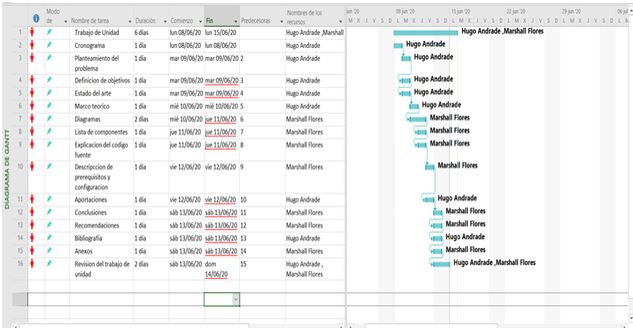 Modo de
Nombre de tarea
Duración
Comienzo
Fin
Predecesoras
Nombres de los recursos
1 Trabajo de Unidad 6 días lun 08/06/20 lun 15/06/20 Hugo Andrade ,Marshall
2 Cronograma 1 día lun 08/06/20 lun 08/06/20 Hugo Andrade
3 Planteamiento del problema 1 día mar 09/06/20 mar 09/06/20 2 Hugo Andrade
4 Definicion de objetivos 1 día mar 09/06/20 mar 09/06/20 3 Hugo Andrade
5 Estado del arte 1 día mar 09/06/20 mar 09/06/20 4 Hugo Andrade
6 Marco teorico 1 día mié 10/06/20 mié 10/06/20 5 Hugo Andrade
7 Diagramas 2 días mié 10/06/20 jue 11/06/20 6 Marshall Flores
8 Lista de componentes 1 día jue 11/06/20 jue 11/06/20 7 Marshall Flores
9 Explicacion del codigo fuente 1 día jue 11/06/20 jue 11/06/20 8 Marshall Flores
10 Descripccion de prerequisitos y configuracion 1 día vie 12/06/20 vie 12/06/20 9 Marshall Flores
11 Aportaciones 1 día vie 12/06/20 vie 12/06/20 10 Hugo Andrade
12 Conclusiones 1 día sáb 13/06/20 sáb 13/06/20 11 Marshall Flores
13 Recomendaciones 1 día sáb 13/06/20 sáb 13/06/20 12 Marshall Flores
14 Bibliografia 1 día sáb 13/06/20 sáb 13/06/20 13 Hugo Andrade
15 Anexos 1 día sáb 13/06/20 sáb 13/06/20 14 Marshall Flores
16 Revision del trabajo de unidad 2 días sáb 13/06/20 dom 14/06/20 15 Hugo Andrade , Marshall Flores
DIAGRAMA DE GANTT
jun '20
08 jun '20
15 jun '20
22 jun '20
29 jun '20
Hugo Andrade ,Marshall Flores
Hugo Andrade
Hugo Andrade
Hugo Andrade
Hugo Andrade
Hugo Andrade
Marshall Flores
Marshall Flores
Marshall Flores
Marshall Flores
Hugo Andrade
Marshall Flores
Marshall Flores
Hugo Andrade
Marshall Flores
Hugo Andrade ,Marshall Flores